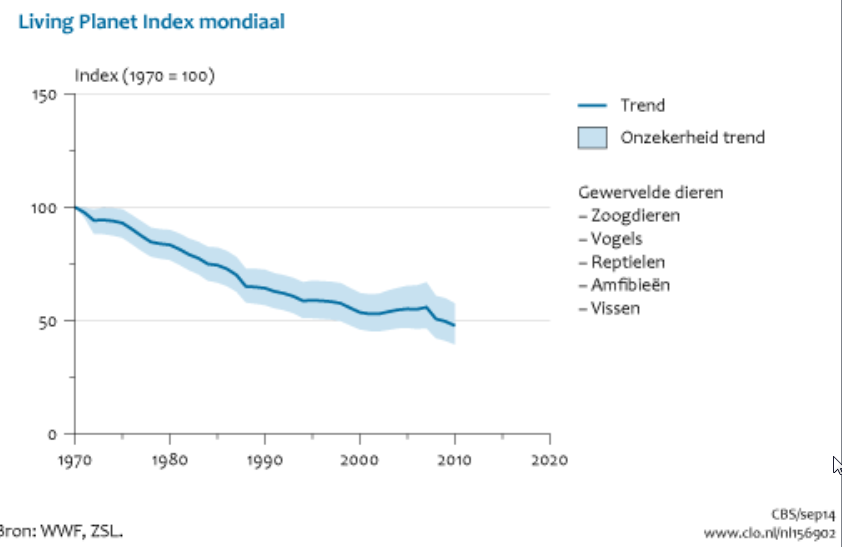 Living Planet Index mondiaal
Index (1970 = 100)
150
100
50
0
1970
1980
1990
2000
2010
2020
Trend
Onzekerheid trend
Gewervelde dieren
– Zoogdieren
– Vogels
– Reptielen
– Amfibieën
– Vissen
Bron: WWF, ZSL.
CBS/sep14
www.clo.nl/nl156902